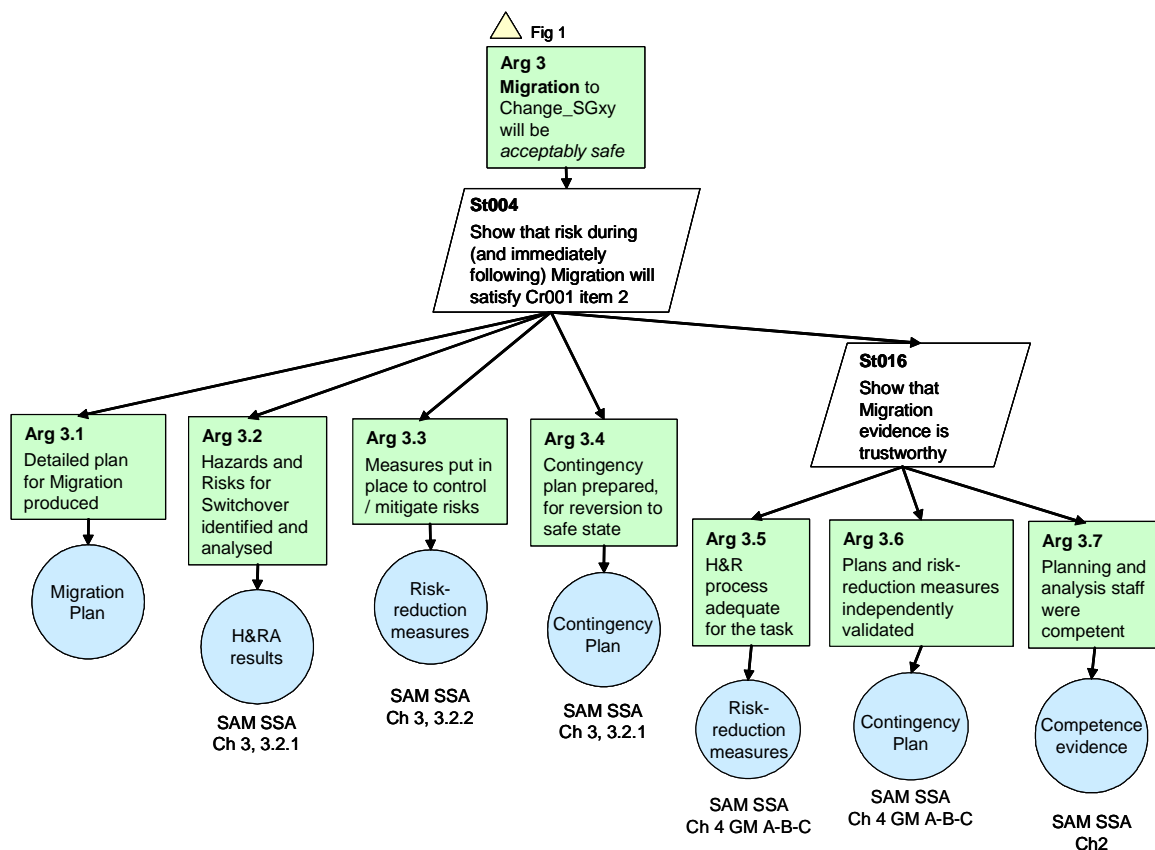 Fig 1
Arg 3
Migration to
Change_SGxy
will be
acceptably safe
St004
Show that risk during
(and immediately
following) Migration will
satisfy Cr001 item 2
St016
Show that
Migration
evidence is
trustworthy
Arg 3.1
Detailed plan
for Migration
produced
Arg 3.2
Hazards and
Risks for
Switchover
identified and
analysed
Arg 3.3
Measures put in
place to control
/ mitigate risks
Arg 3.4
Contingency
plan prepared,
for reversion to
safe state
Arg 3.5
H&R
process
adequate
for the task
Arg 3.6
Plans and risk-
reduction measures
independently
validated
Arg 3.7
Planning and
analysis staff
were
competent
Migration
Plan
H&RA
results
SAM SSA
Ch 3, 3.2.1
Risk-
reduction
measures
SAM SSA
Ch 3, 3.2.2
Contingency
Plan
SAM SSA
Ch 3, 3.2.1
Risk-
reduction
measures
SAM SSA
Ch 4 GM A-B-C
Contingency
Plan
SAM SSA
Ch 4 GM A-B-C
Competence
evidence
SAM SSA
Ch2